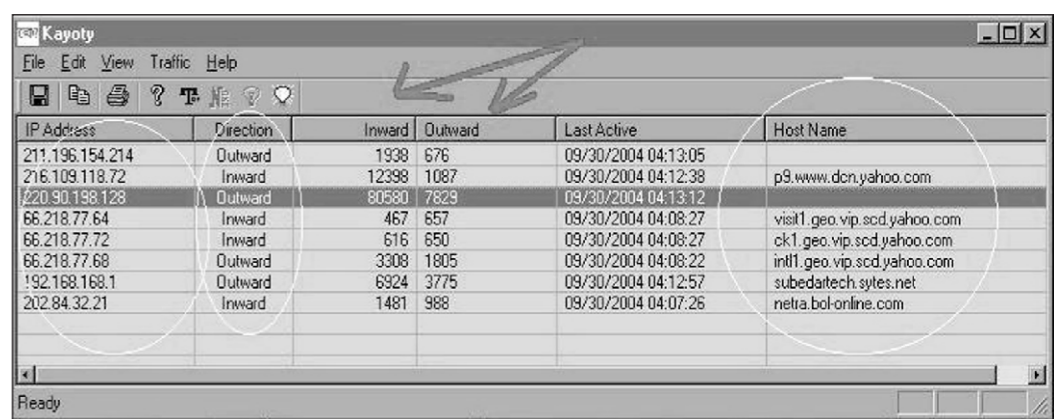 Kayoty
File Edit View Traffic Help
IP Address Direction Inward Outward Last Active Host Name
211.196.154.214 Outward 1938 676 09/30/2004 04:13:05
216.109.118.72 Inward 12398 1087 09/30/2004 04:12:38 p9.www.dcn.yahoo.com
220.90.198.128 Outward 80580 7829 09/30/2004 04:13:12
66.218.77.64 Inward 467 657 09/30/2004 04:08:27 visit1.geo.vip.scd.yahoo.com
66.218.77.72 Inward 616 650 09/30/2004 04:08:27 ck1.geo.vip.scd.yahoo.com
66.218.77.68 Outward 3308 1805 09/30/2004 04:08:22 intl1.geo.vip.scd.yahoo.com
192.168.168.1 Outward 6924 3775 09/30/2004 04:12:57 subedartech.sytes.net
202.84.32.21 Inward 1481 988 09/30/2004 04:07:26 netra.bol-online.com
Ready